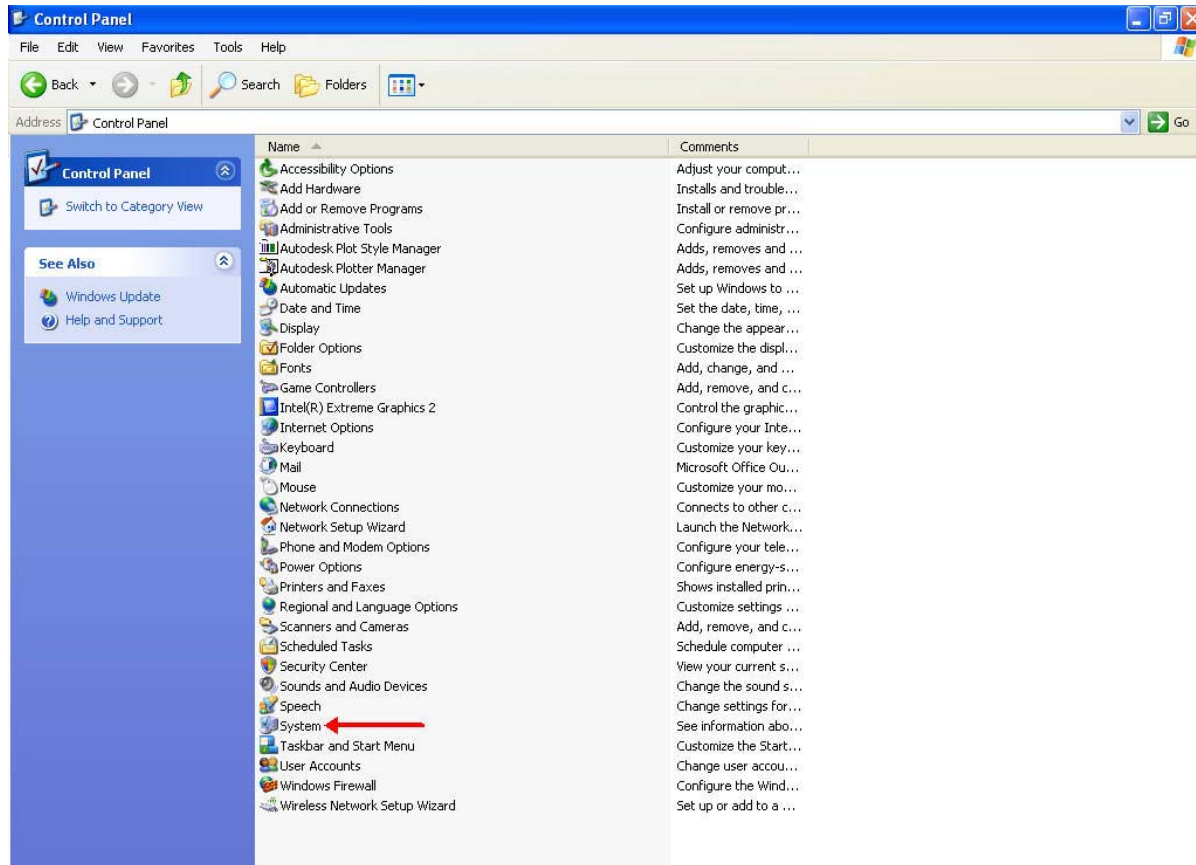 Control Panel
File Edit View Favorites Tools Help
Back Search Folders
Address Control Panel Go
Control Panel
Switch to Category View
See Also
Windows Update
Help and Support
Name Comments
Accessibility Options Adjust your comput...
Add Hardware Installs and trouble...
Add or Remove Programs Install or remove pr...
Administrative Tools Configure administr...
Autodesk Plot Style Manager Adds, removes and ...
Autodesk Plotter Manager Adds, removes and ...
Automatic Updates Set up Windows to ...
Date and Time Set the date, time, ...
Display Change the appear...
Folder Options Customize the displ...
Fonts Add, change, and ...
Game Controllers Add, remove, and c...
Intel(R) Extreme Graphics 2 Control the graphic...
Internet Options Configure your Inte...
Keyboard Customize your key...
Mail Microsoft Office Ou...
Mouse Customize your mo...
Network Connections Connects to other c...
Network Setup Wizard Launch the Network...
Phone and Modem Options Configure your tele...
Power Options Configure energy-s...
Printers and Faxes Shows installed prin...
Regional and Language Options Customize settings ...
Scanners and Cameras Add, remove, and c...
Scheduled Tasks Schedule computer ...
Security Center View your current s...
Sounds and Audio Devices Change the sound s...
Speech Change settings for...
System See information abo...
Taskbar and Start Menu Customize the Start...
User Accounts Change user accou...
Windows Firewall Configure the Wind...
Wireless Network Setup Wizard Set up or add to a ...